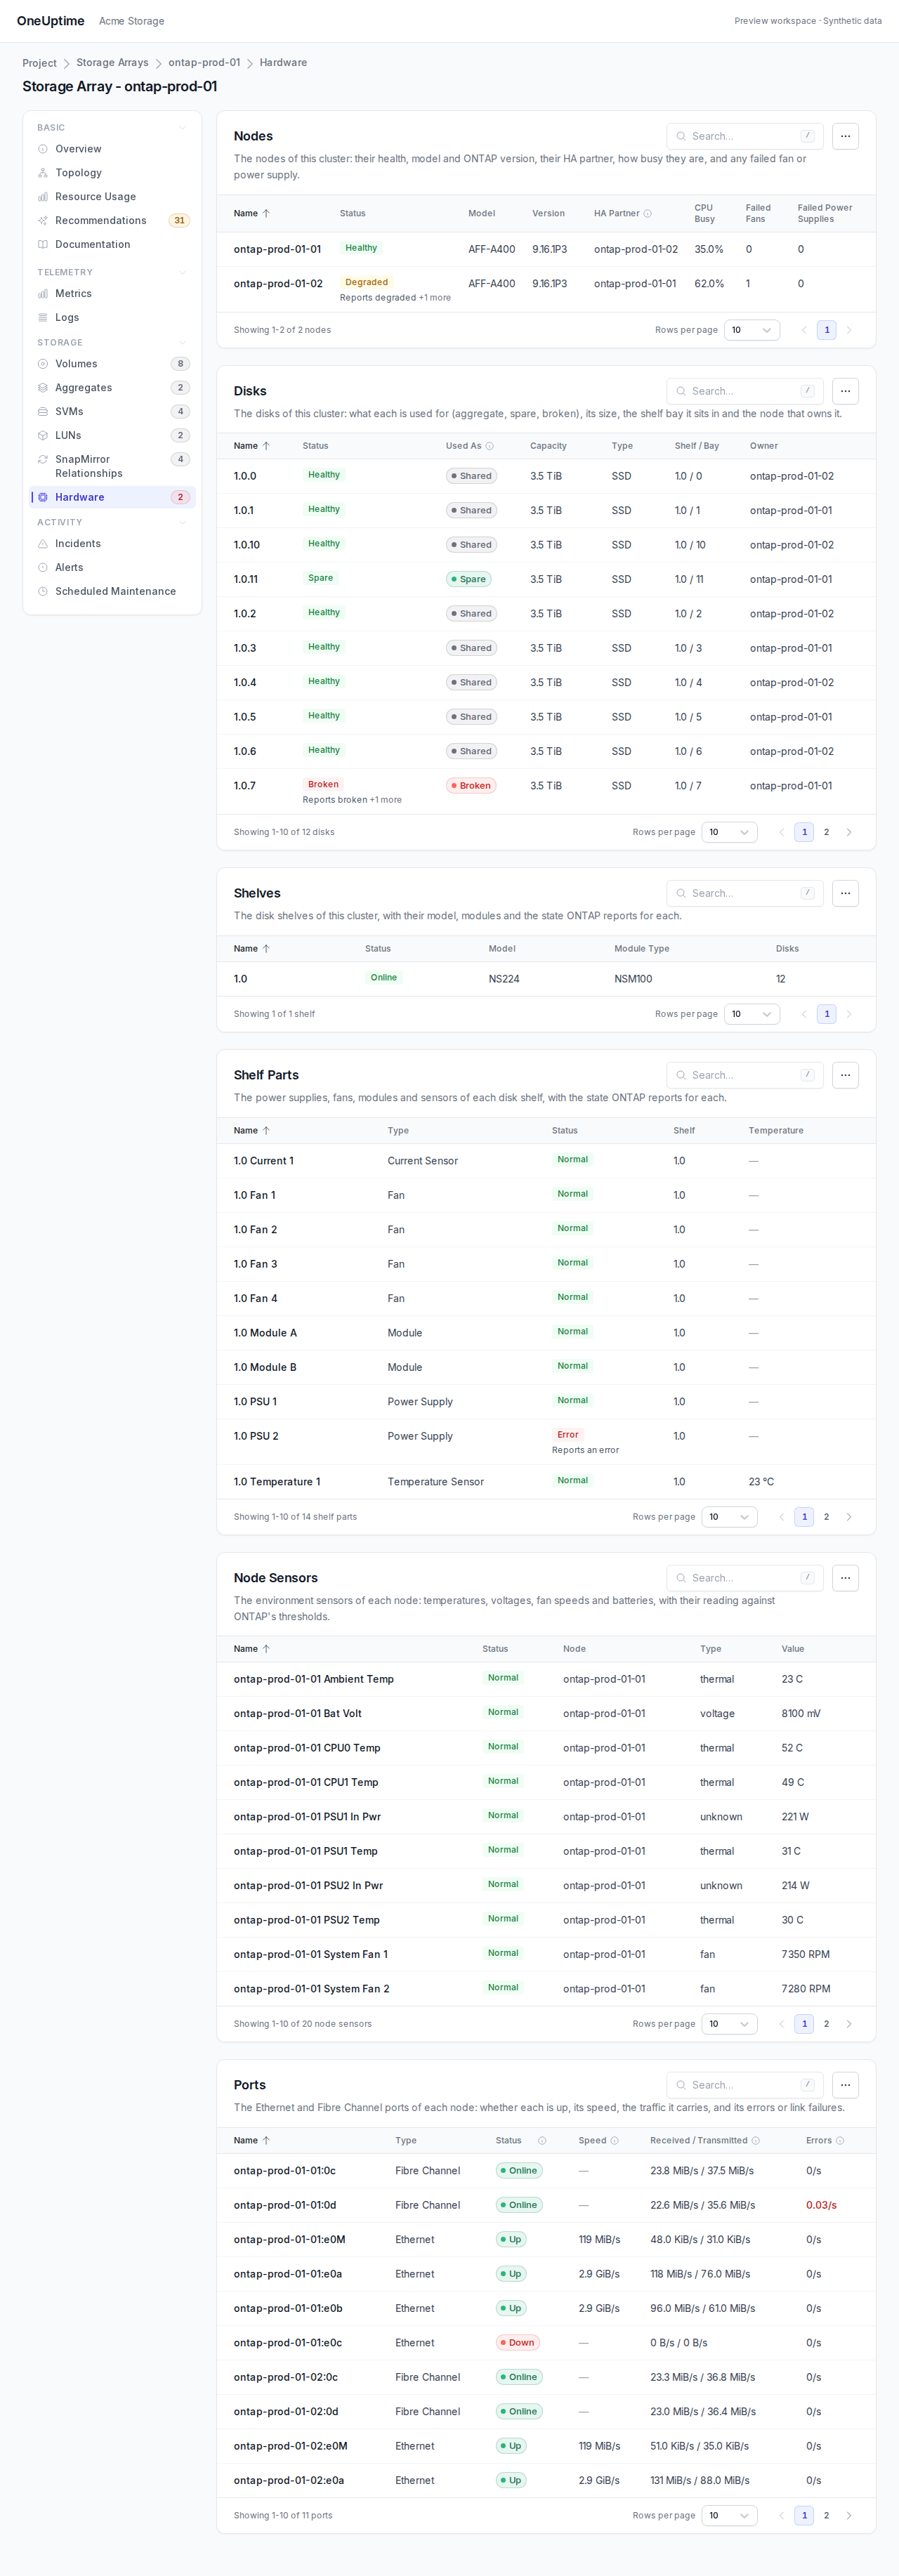 OneUptime Acme Storage Preview workspace · Synthetic data
Project Storage Arrays ontap-prod-01 Hardware
Storage Array - ontap-prod-01
BASIC
Overview
Topology
Resource Usage
Recommendations 31
Documentation
TELEMETRY
Metrics
Logs
STORAGE
Volumes 8
Aggregates 2
SVMs 4
LUNs 2
SnapMirror 4
Relationships
Hardware 2
ACTIVITY
Incidents
Alerts
Scheduled Maintenance
Nodes Search... / ...
The nodes of this cluster: their health, model and ONTAP version, their HA partner, how busy they are, and any failed fan or
power supply.
Name Status Model Version HA Partner CPU Busy Failed Fans Failed Power Supplies
ontap-prod-01-01 Healthy AFF-A400 9.16.1P3 ontap-prod-01-02 35.0% 0 0
ontap-prod-01-02 Degraded AFF-A400 9.16.1P3 ontap-prod-01-01 62.0% 1 0
Reports degraded +1 more
Showing 1-2 of 2 nodes Rows per page 10 1
Disks Search... / ...
The disks of this cluster: what each is used for (aggregate, spare, broken), its size, the shelf bay it sits in and the node that owns it.
Name Status Used As Capacity Type Shelf / Bay Owner
1.0.0 Healthy Shared 3.5 TiB SSD 1.0 / 0 ontap-prod-01-02
1.0.1 Healthy Shared 3.5 TiB SSD 1.0 / 1 ontap-prod-01-01
1.0.10 Healthy Shared 3.5 TiB SSD 1.0 / 10 ontap-prod-01-02
1.0.11 Spare Spare 3.5 TiB SSD 1.0 / 11 ontap-prod-01-01
1.0.2 Healthy Shared 3.5 TiB SSD 1.0 / 2 ontap-prod-01-02
1.0.3 Healthy Shared 3.5 TiB SSD 1.0 / 3 ontap-prod-01-01
1.0.4 Healthy Shared 3.5 TiB SSD 1.0 / 4 ontap-prod-01-02
1.0.5 Healthy Shared 3.5 TiB SSD 1.0 / 5 ontap-prod-01-01
1.0.6 Healthy Shared 3.5 TiB SSD 1.0 / 6 ontap-prod-01-02
1.0.7 Broken Broken 3.5 TiB SSD 1.0 / 7 ontap-prod-01-01
Reports broken +1 more
Showing 1-10 of 12 disks Rows per page 10 1 2
Shelves Search... / ...
The disk shelves of this cluster, with their model, modules and the state ONTAP reports for each.
Name Status Model Module Type Disks
1.0 Online NS224 NSM100 12
Showing 1 of 1 shelf Rows per page 10 1
Shelf Parts Search... / ...
The power supplies, fans, modules and sensors of each disk shelf, with the state ONTAP reports for each.
Name Type Status Shelf Temperature
1.0 Current 1 Current Sensor Normal 1.0 —
1.0 Fan 1 Fan Normal 1.0 —
1.0 Fan 2 Fan Normal 1.0 —
1.0 Fan 3 Fan Normal 1.0 —
1.0 Fan 4 Fan Normal 1.0 —
1.0 Module A Module Normal 1.0 —
1.0 Module B Module Normal 1.0 —
1.0 PSU 1 Power Supply Normal 1.0 —
1.0 PSU 2 Power Supply Error 1.0 —
Reports an error
1.0 Temperature 1 Temperature Sensor Normal 1.0 23 °C
Showing 1-10 of 14 shelf parts Rows per page 10 1 2
Node Sensors Search... / ...
The environment sensors of each node: temperatures, voltages, fan speeds and batteries, with their reading against
ONTAP's thresholds.
Name Status Node Type Value
ontap-prod-01-01 Ambient Temp Normal ontap-prod-01-01 thermal 23 C
ontap-prod-01-01 Bat Volt Normal ontap-prod-01-01 voltage 8100 mV
ontap-prod-01-01 CPU0 Temp Normal ontap-prod-01-01 thermal 52 C
ontap-prod-01-01 CPU1 Temp Normal ontap-prod-01-01 thermal 49 C
ontap-prod-01-01 PSU1 In Pwr Normal ontap-prod-01-01 unknown 221 W
ontap-prod-01-01 PSU1 Temp Normal ontap-prod-01-01 thermal 31 C
ontap-prod-01-01 PSU2 In Pwr Normal ontap-prod-01-01 unknown 214 W
ontap-prod-01-01 PSU2 Temp Normal ontap-prod-01-01 thermal 30 C
ontap-prod-01-01 System Fan 1 Normal ontap-prod-01-01 fan 7350 RPM
ontap-prod-01-01 System Fan 2 Normal ontap-prod-01-01 fan 7280 RPM
Showing 1-10 of 20 node sensors Rows per page 10 1 2
Ports Search... / ...
The Ethernet and Fibre Channel ports of each node: whether each is up, its speed, the traffic it carries, and its errors or link failures.
Name Type Status Speed Received / Transmitted Errors
ontap-prod-01-01:0c Fibre Channel Online — 23.8 MiB/s / 37.5 MiB/s 0/s
ontap-prod-01-01:0d Fibre Channel Online — 22.6 MiB/s / 35.6 MiB/s 0.03/s
ontap-prod-01-01:e0M Ethernet Up 119 MiB/s 48.0 KiB/s / 31.0 KiB/s 0/s
ontap-prod-01-01:e0a Ethernet Up 2.9 GiB/s 118 MiB/s / 76.0 MiB/s 0/s
ontap-prod-01-01:e0b Ethernet Up 2.9 GiB/s 96.0 MiB/s / 61.0 MiB/s 0/s
ontap-prod-01-01:e0c Ethernet Down — 0 B/s / 0 B/s 0/s
ontap-prod-01-02:0c Fibre Channel Online — 23.3 MiB/s / 36.8 MiB/s 0/s
ontap-prod-01-02:0d Fibre Channel Online — 23.0 MiB/s / 36.4 MiB/s 0/s
ontap-prod-01-02:e0M Ethernet Up 119 MiB/s 51.0 KiB/s / 35.0 KiB/s 0/s
ontap-prod-01-02:e0a Ethernet Up 2.9 GiB/s 131 MiB/s / 88.0 MiB/s 0/s
Showing 1-10 of 11 ports Rows per page 10 1 2